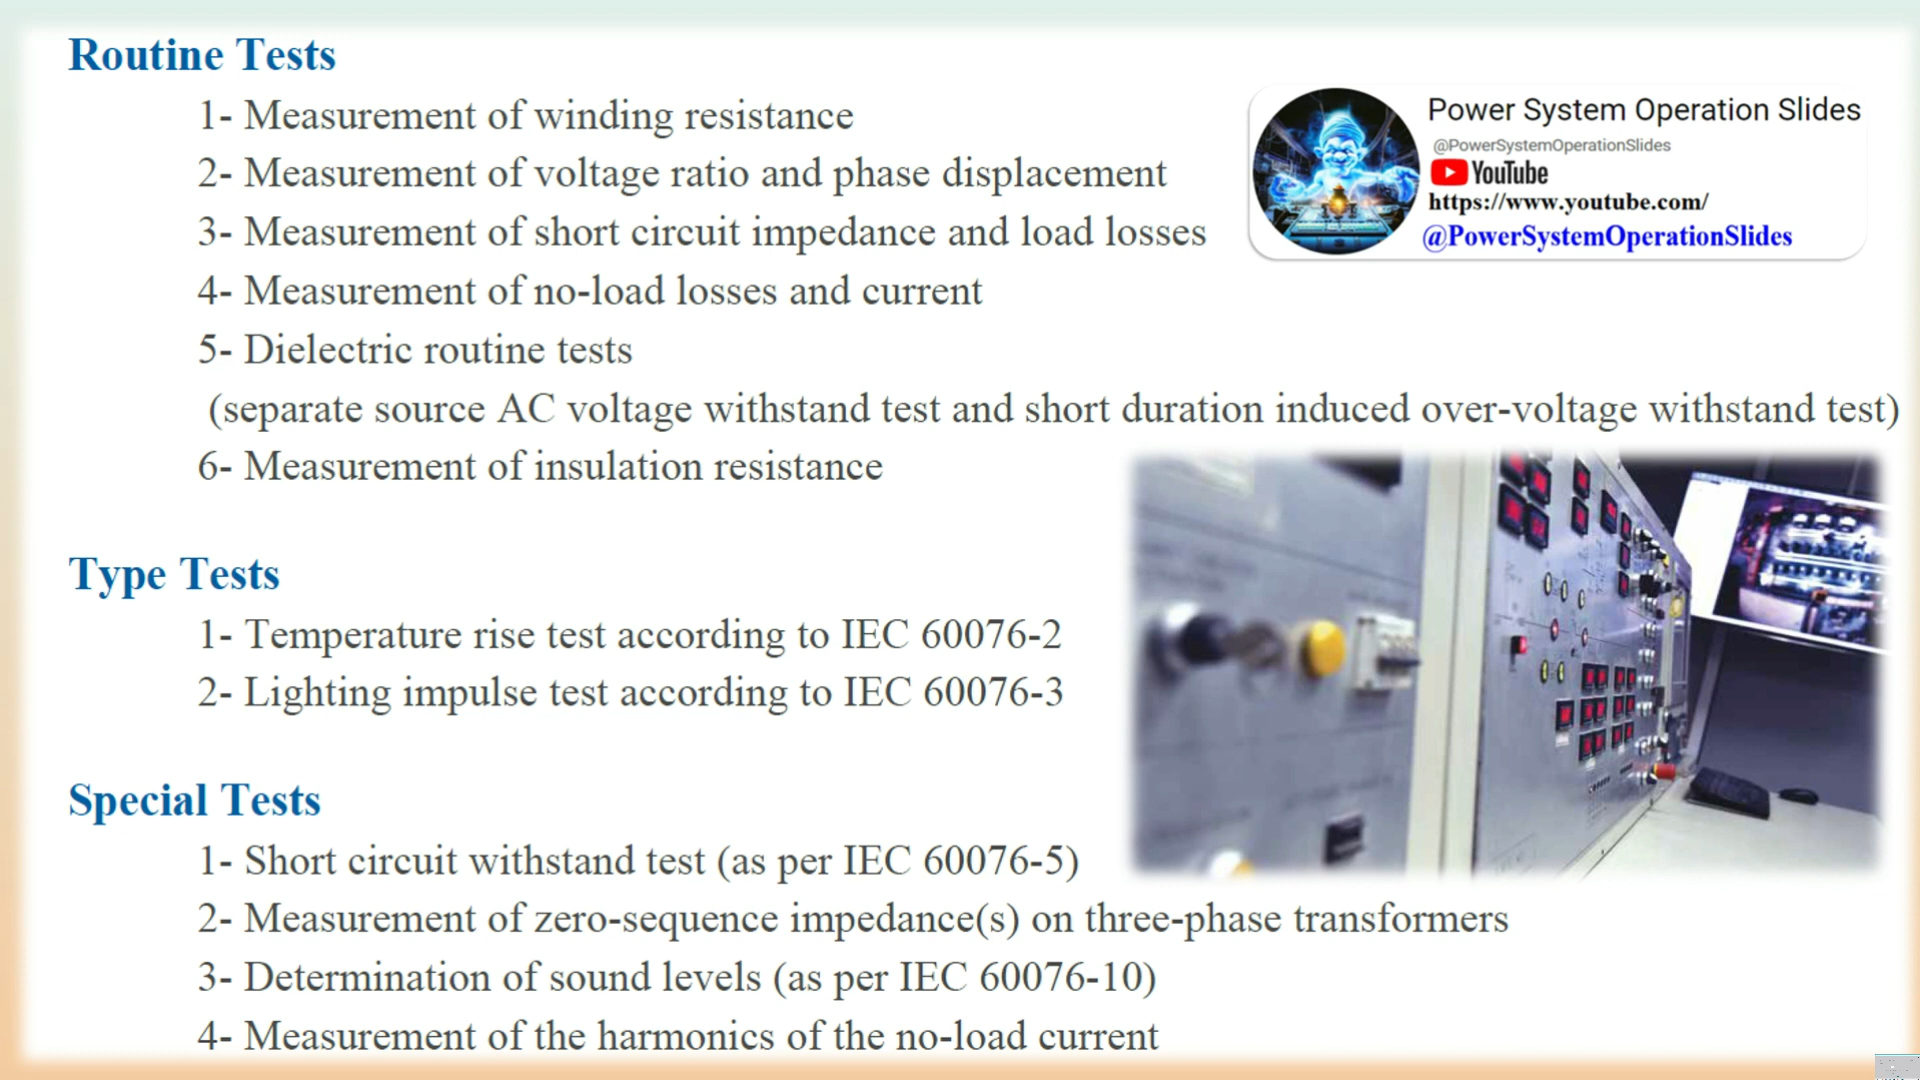 Routine Tests
1- Measurement of winding resistance
2- Measurement of voltage ratio and phase displacement
3- Measurement of short circuit impedance and load losses
4- Measurement of no-load losses and current
5- Dielectric routine tests
(separate source AC voltage withstand test and short duration induced over-voltage withstand test)
6- Measurement of insulation resistance
Power System Operation Slides
@PowerSystemOperationSlides
YouTube
https://www.youtube.com/
@PowerSystemOperationSlides
Type Tests
1- Temperature rise test according to IEC 60076-2
2- Lighting impulse test according to IEC 60076-3
Special Tests
1- Short circuit withstand test (as per IEC 60076-5)
2- Measurement of zero-sequence impedance(s) on three-phase transformers
3- Determination of sound levels (as per IEC 60076-10)
4- Measurement of the harmonics of the no-load current